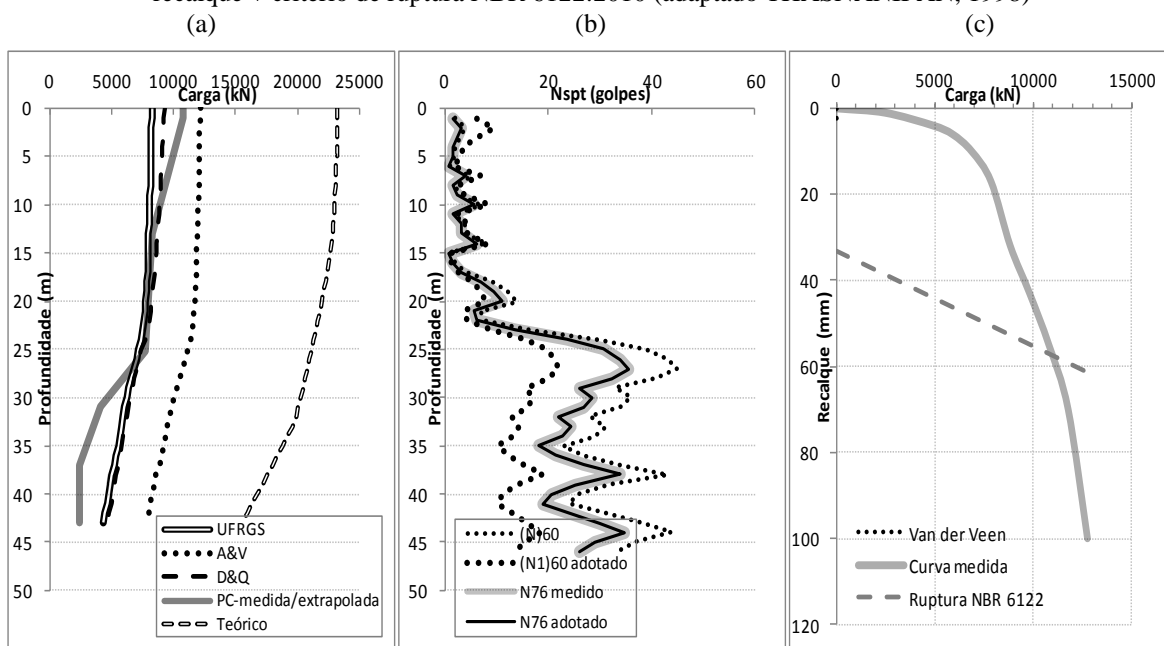 recalque v critério de ruptura NBR 6122:2010 (adaptado
(a) (b) (c)
0 5000 10000 15000 20000 25000
Carga (kN)
0
5
10
15
20
25
30
35
40
45
50
Profundidade (m)
UFRGS
A&V
D&Q
PC-medida/extrapolada
Teórico
0 20 40 60
Nspt (golpes)
0
5
10
15
20
25
30
35
40
45
50
Profundidade (m)
(N)60
(N1)60 adotado
N76 medido
N76 adotado
0 5000 10000 15000
Carga (kN)
0
20
40
60
80
100
120
Recalque (mm)
Van der Veen
Curva medida
Ruptura NBR 6122